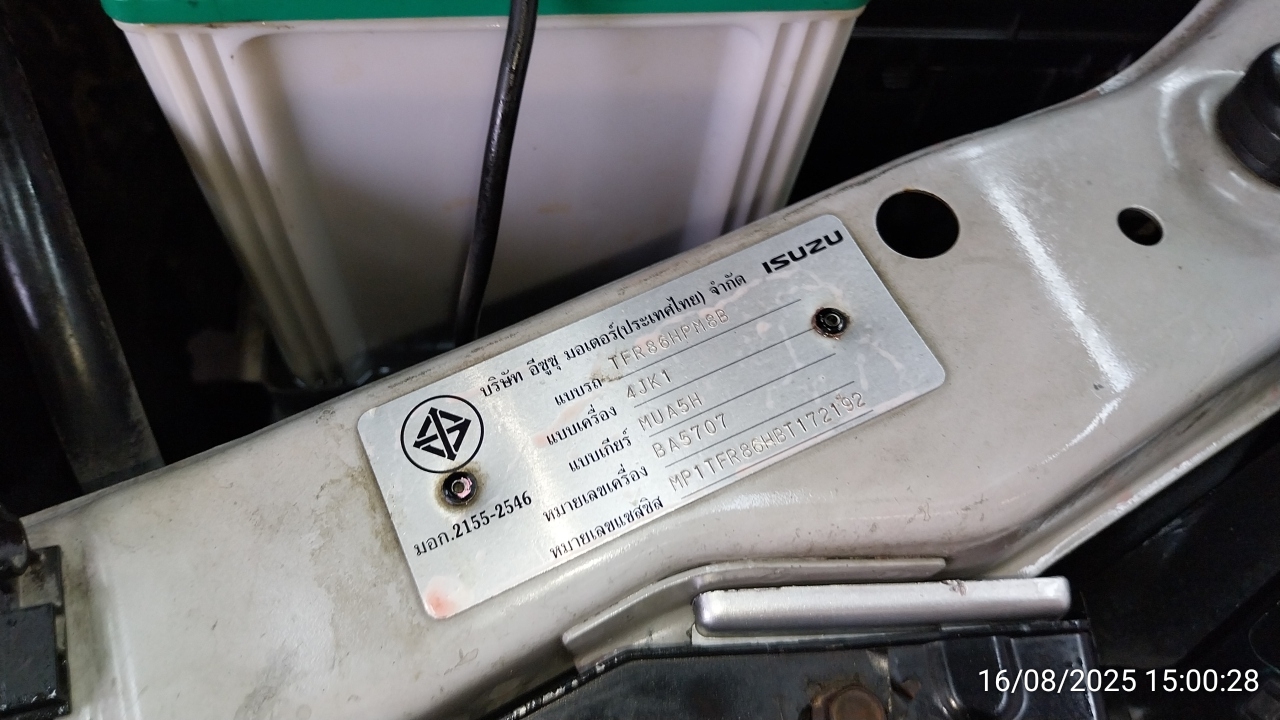 ISUZU
บริษัท อีซูซุ มอเตอร์(ประเทศไทย) จำกัด
แบบรถ TFR86HPM8B
แบบเครื่อง 4JK1
แบบเกียร์ MUA5H
หมายเลขเครื่อง BA5707
หมายเลขแชสซิส MP1TFR86HBT172192
มอก.2155-2546
16/08/2025 15:00:28